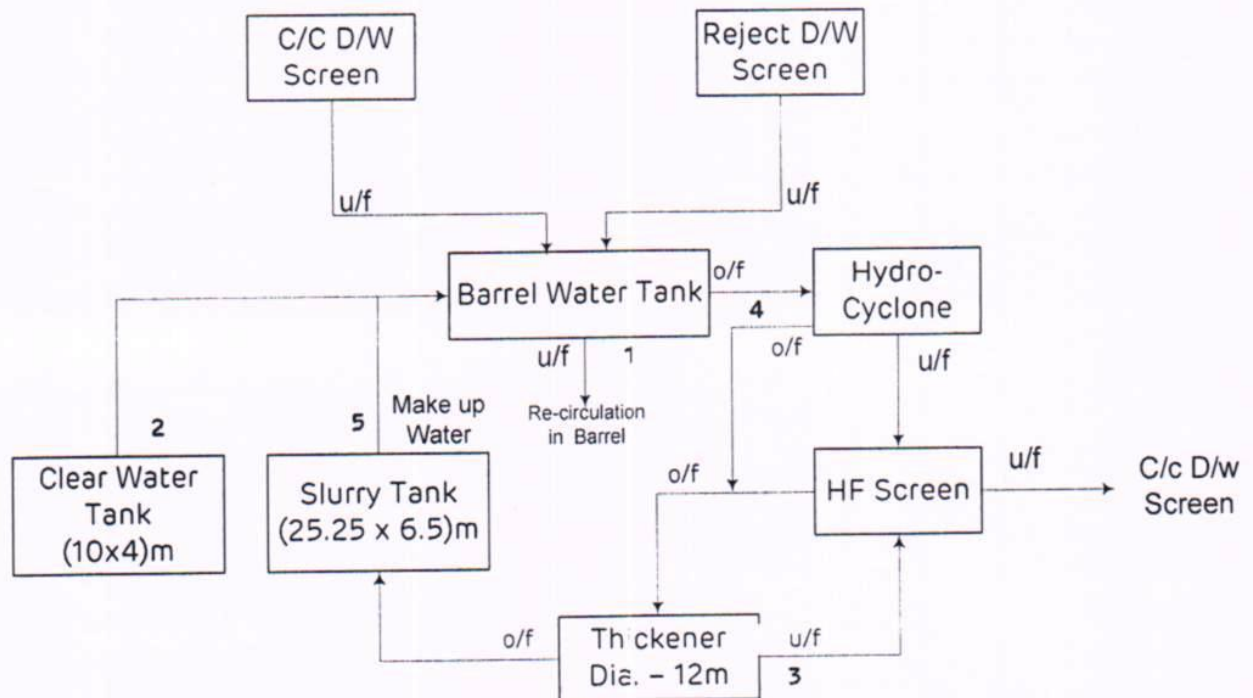 C/C D/W
Screen
Reject D/W
Screen
u/f
u/f
Barrel Water Tank
o/f
4
Hydro-
Cyclone
o/f
u/f
u/f
1
Re-circulation
in Barrel
2
5
Make up
Water
Clear Water
Tank
(10x4)m
Slurry Tank
(25.25 x 6.5)m
o/f
HF Screen
u/f
C/c D/w
Screen
o/f
Thickener
Dia. – 12m
u/f
3